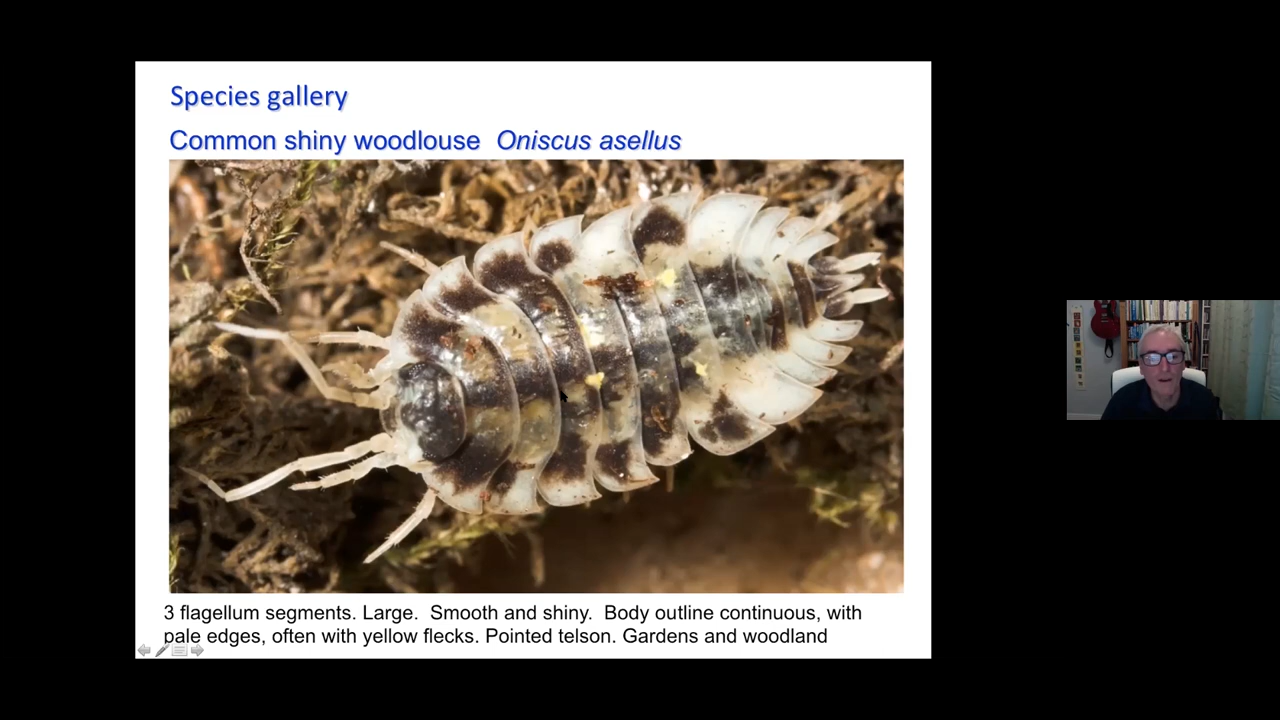 Species gallery
Common shiny woodlouse Oniscus asellus
3 flagellum segments. Large. Smooth and shiny. Body outline continuous, with
pale edges, often with yellow flecks. Pointed telson. Gardens and woodland